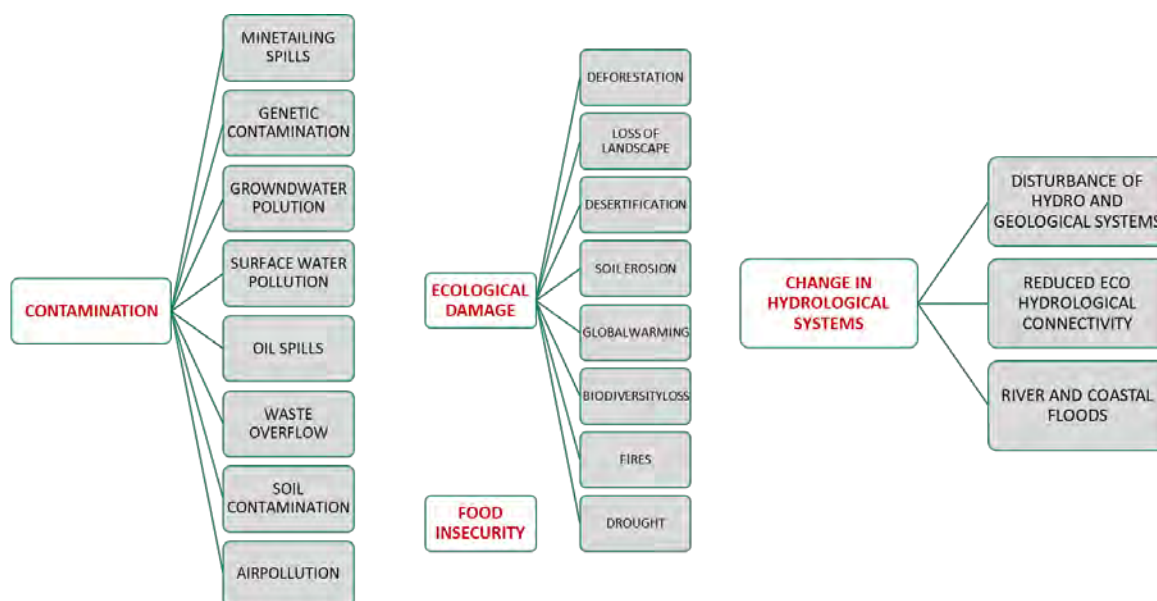 CONTAMINATION
MINETAILING
SPILLS
GENETIC
CONTAMINATION
GROWNDWATER
POLUTION
SURFACE WATER
POLLUTION
OIL SPILLS
WASTE
OVERFLOW
SOIL
CONTAMINATION
AIRPOLLUTION
ECOLOGICAL
DAMAGE
DEFORESTATION
LOSS OF
LANDSCAPE
DESERTIFICATION
SOIL EROSION
GLOBALWARMING
BIODIVERSITYLOSS
FIRES
DROUGHT
FOOD
INSECURITY
CHANGE IN
HYDROLOGICAL
SYSTEMS
DISTURBANCE OF
HYDRO AND
GEOLOGICAL SYSTEMS
REDUCED ECO
HYDROLOGICAL
CONNECTIVITY
RIVER AND COASTAL
FLOODS